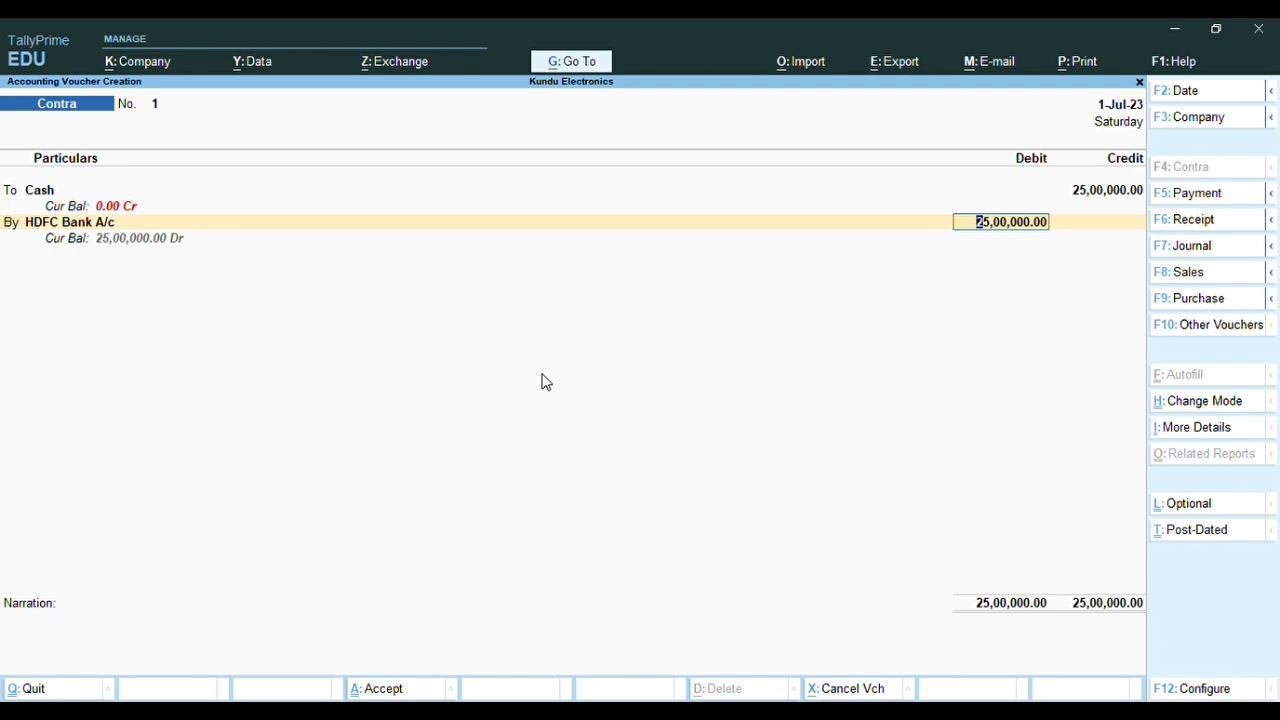 TallyPrime
EDU
MANAGE
K: Company
Y: Data
Z: Exchange
G: Go To
O: Import
E: Export
M: E-mail
P: Print
F1: Help
Accounting Voucher Creation
Kundu Electronics
Contra No. 1
1-Jul-23
Saturday
Particulars Debit Credit
To Cash 25,00,000.00
Cur Bal: 0.00 Cr
By HDFC Bank A/c 25,00,000.00
Cur Bal: 25,00,000.00 Dr
Narration: 25,00,000.00 25,00,000.00
F2: Date
F3: Company
F4: Contra
F5: Payment
F6: Receipt
F7: Journal
F8: Sales
F9: Purchase
F10: Other Vouchers
F: Autofill
H: Change Mode
I: More Details
O: Related Reports
L: Optional
T: Post-Dated
F12: Configure
Q: Quit
A: Accept
D: Delete
X: Cancel Vch